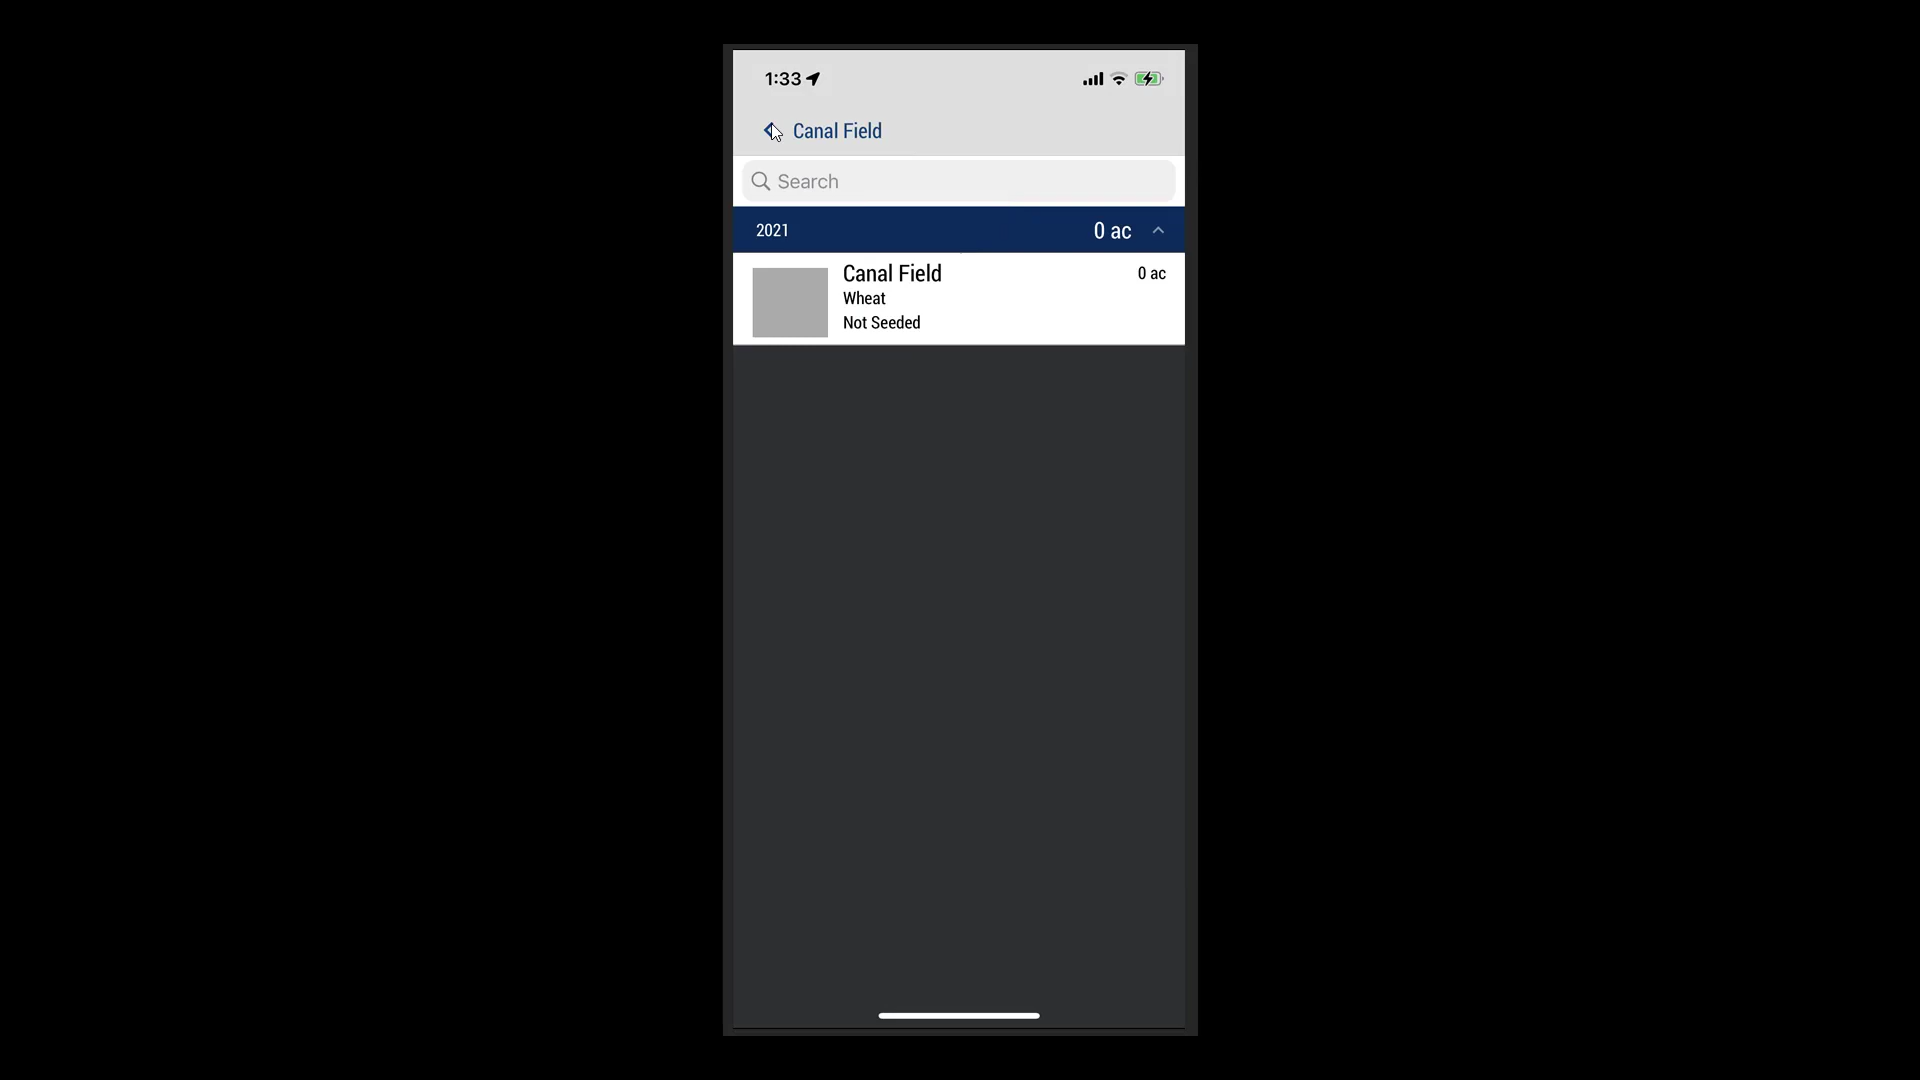 1:33
Canal Field
Search
2021 0 ac
Canal Field 0 ac
Wheat
Not Seeded